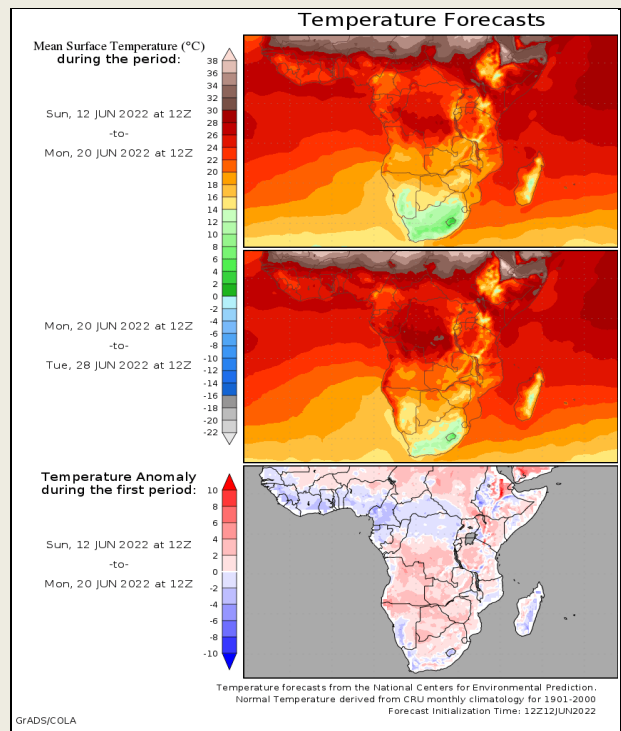 Temperature Forecasts
Mean Surface Temperature (°C)
during the period:
Sun, 12 JUN 2022 at 12Z
-to-
Mon, 20 JUN 2022 at 12Z
38
36
34
32
30
28
26
24
22
20
18
16
14
12
10
8
6
4
2
0
-2
-4
-6
-8
-10
-12
-14
-16
-18
-20
-22
Mon, 20 JUN 2022 at 12Z
-to-
Tue, 28 JUN 2022 at 12Z
Temperature Anomaly
during the first period:
Sun, 12 JUN 2022 at 12Z
-to-
Mon, 20 JUN 2022 at 12Z
10
8
6
4
2
0
-2
-4
-6
-8
-10
Temperature forecasts from the National Centers for Environmental Prediction.
Normal Temperature derived from CRU monthly climatology for 1901-2000
Forecast Initialization Time: 12Z12JUN2022
GrADS/COLA